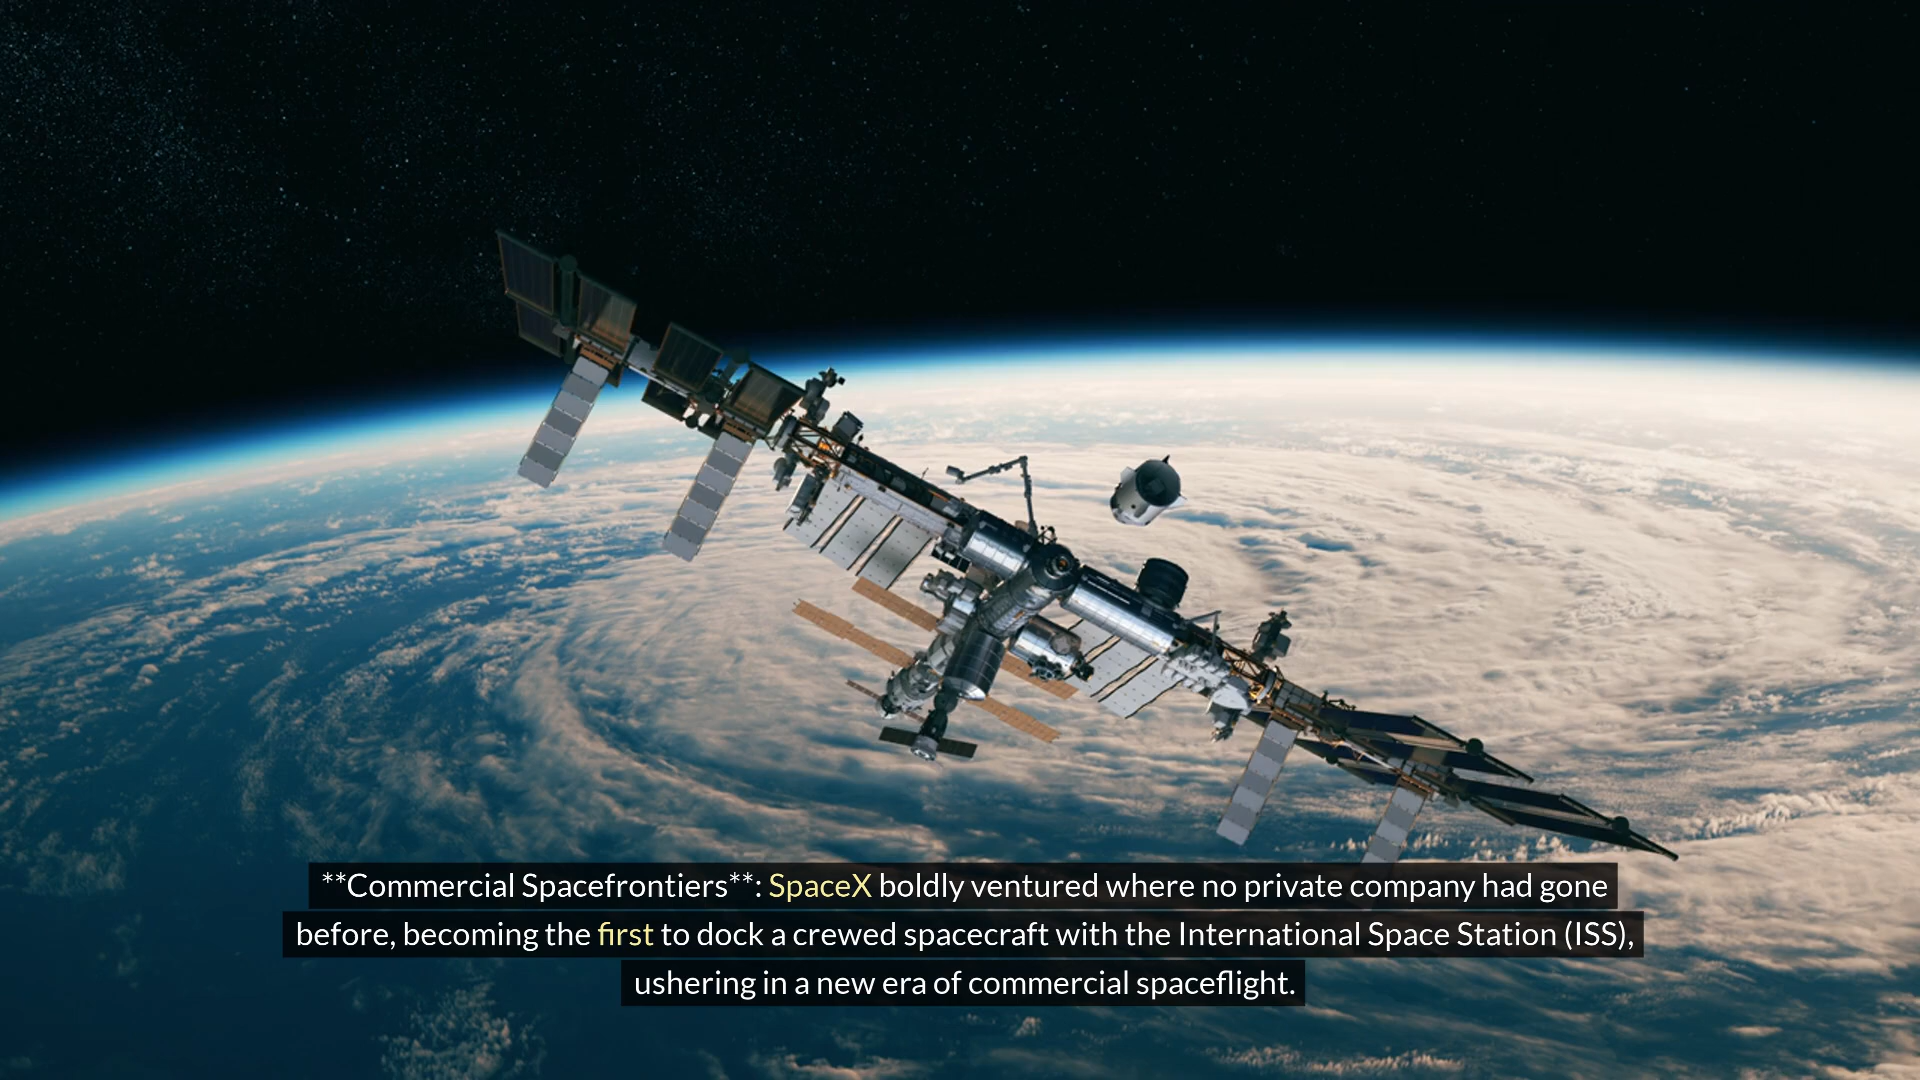 **Commercial Spacefrontiers**: SpaceX boldly ventured where no private company had gone
before, becoming the first to dock a crewed spacecraft with the International Space Station (ISS),
ushering in a new era of commercial spaceflight.